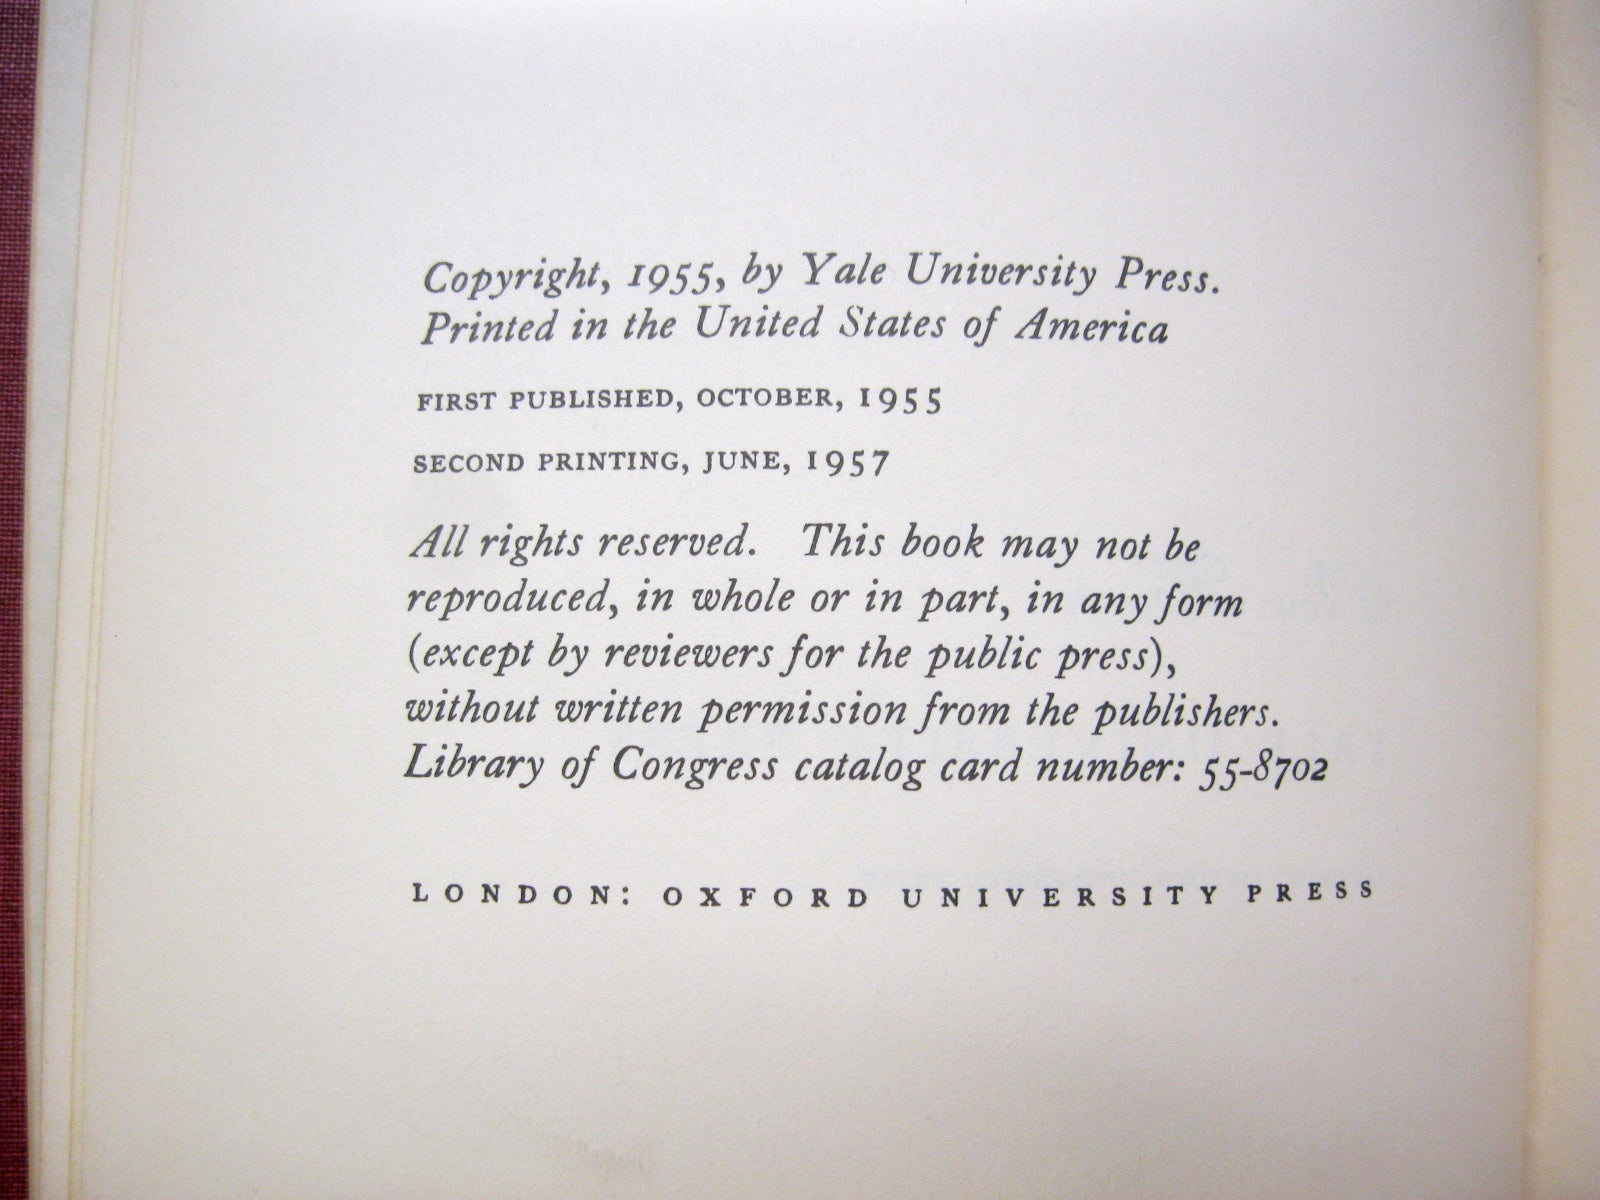 Copyright, 1955, by Yale University Press.
Printed in the United States of America
FIRST PUBLISHED, OCTOBER, 1955
SECOND PRINTING, JUNE, 1957
All rights reserved. This book may not be
reproduced, in whole or in part, in any form
(except by reviewers for the public press),
without written permission from the publishers.
Library of Congress catalog card number: 55-8702
LONDON: OXFORD UNIVERSITY PRESS